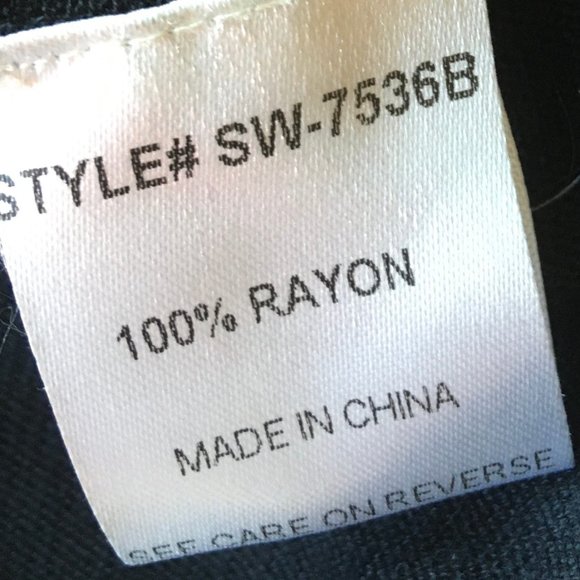 STYLE# SW-7536B
100% RAYON
MADE IN CHINA
SEE CARE ON REVERSE